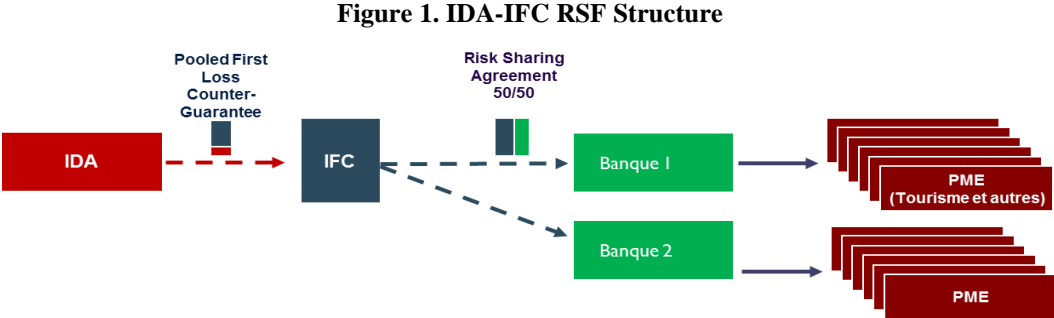 Figure 1. IDA-IFC RSF Structure
Pooled First
Loss
Counter-
Guarantee
Risk Sharing
Agreement
50/50
IDA
IFC
Banque 1
PME
(Tourisme et autres)
Banque 2
PME